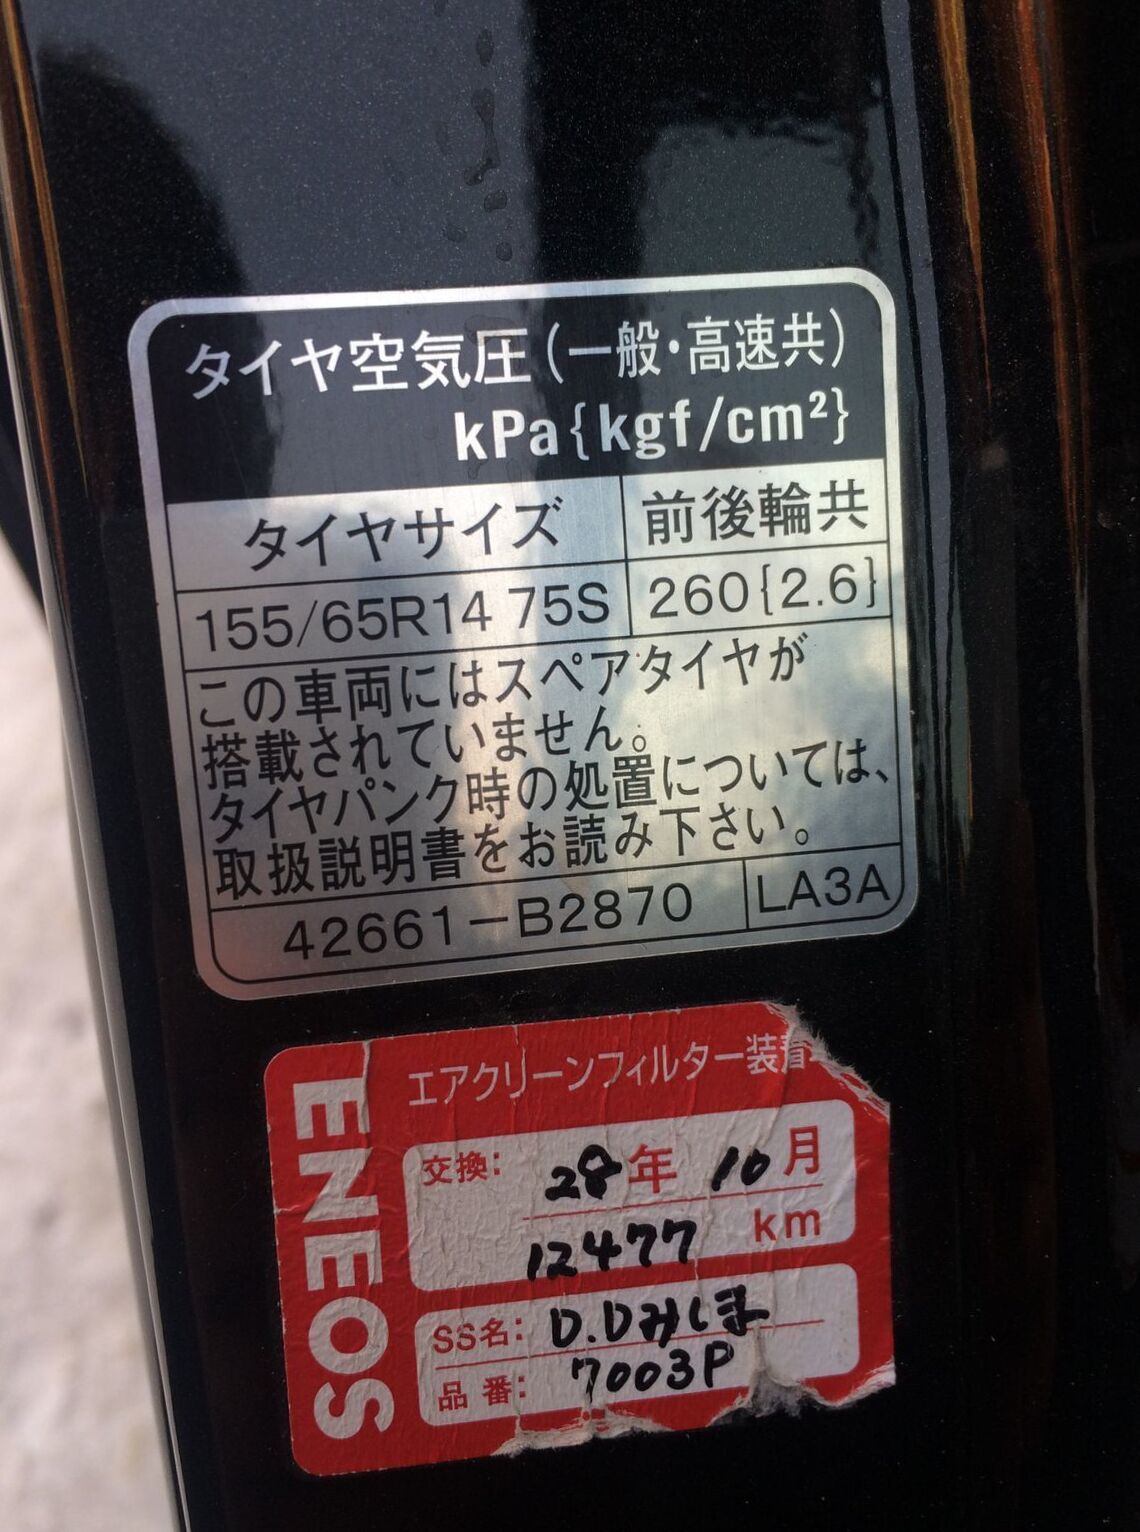 タイヤ空気圧(一般・高速共)
kPa{kgf/cm²}
タイヤサイズ 前後輪共
155/65R14 75S 260{2.6}
この車両にはスペアタイヤが
搭載されていません。
タイヤパンク時の処置については、
取扱説明書をお読み下さい。
42661-B2870 LA3A
ENEOS
エアクリーンフィルター装着
交換: 28年 10月
12477 km
SS名: D.Dみしま
品番: 7003P